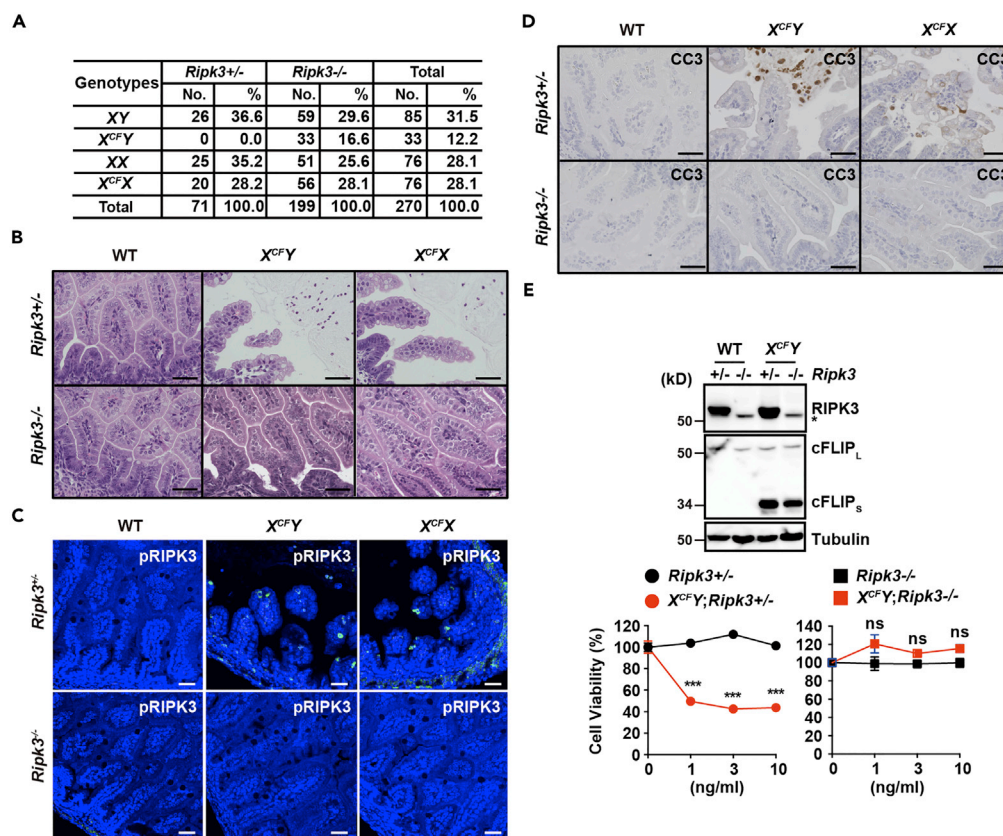 A
Genotypes Ripk3+/- Ripk3-/- Total
No. % No. % No. %
XY 26 36.6 59 29.6 85 31.5
XCFY 0 0.0 33 16.6 33 12.2
XX 25 35.2 51 25.6 76 28.1
XCFX 20 28.2 56 28.1 76 28.1
Total 71 100.0 199 100.0 270 100.0
B
WT XCFY XCFX
Ripk3+/-
Ripk3-/-
C
WT XCFY XCFX
Ripk3+/-
pRIPK3 pRIPK3 pRIPK3
Ripk3-/-
pRIPK3 pRIPK3 pRIPK3
D
WT XCFY XCFX
Ripk3+/-
CC3 CC3 CC3
Ripk3-/-
CC3 CC3 CC3
E
WT XCFY
(kD) +/- -/- +/- -/- Ripk3
RIPK3
50 *
50 cFLIPL
34 cFLIPS
50 Tubulin
Ripk3+/-
XCFY;Ripk3+/-
Ripk3-/-
XCFY;Ripk3-/-
Cell Viability (%)
120
100
80
60
40
20
0
*** *** ***
0 1 3 10
(ng/ml)
140
120
100
80
60
40
20
0
ns ns ns
0 1 3 10
(ng/ml)